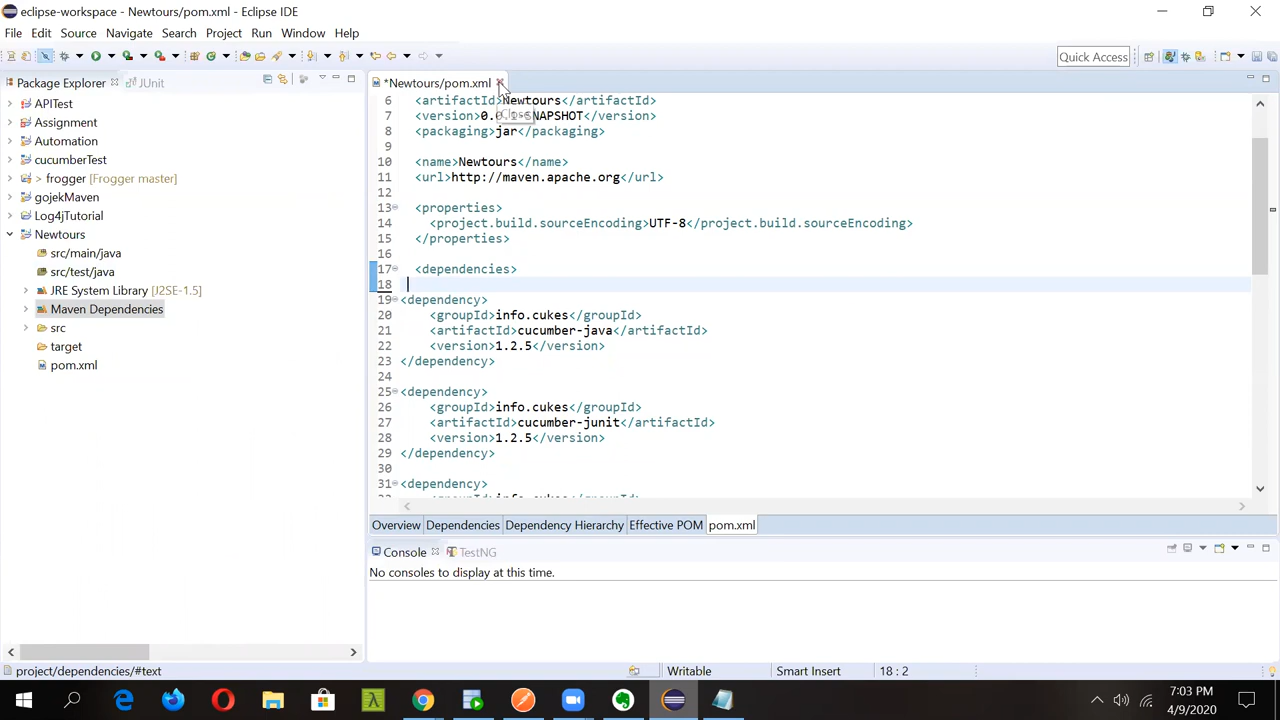 eclipse-workspace - Newtours/pom.xml - Eclipse IDE
File Edit Source Navigate Search Project Run Window Help
Quick Access
Package Explorer
JUnit
APITest
Assignment
Automation
cucumberTest
> frogger [Frogger master]
gojekMaven
Log4jTutorial
Newtours
src/main/java
src/test/java
JRE System Library [J2SE-1.5]
Maven Dependencies
src
target
pom.xml
*Newtours/pom.xml
6 <artifactId>Newtours</artifactId>
7 <version>0.0.1-SNAPSHOT</version>
Close
8 <packaging>jar</packaging>
9
10 <name>Newtours</name>
11 <url>http://maven.apache.org</url>
12
13 <properties>
14 <project.build.sourceEncoding>UTF-8</project.build.sourceEncoding>
15 </properties>
16
17 <dependencies>
18
19 <dependency>
20 <groupId>info.cukes</groupId>
21 <artifactId>cucumber-java</artifactId>
22 <version>1.2.5</version>
23 </dependency>
24
25 <dependency>
26 <groupId>info.cukes</groupId>
27 <artifactId>cucumber-junit</artifactId>
28 <version>1.2.5</version>
29 </dependency>
30
31 <dependency>
<groupId>info.cukes</groupId>
Overview Dependencies Dependency Hierarchy Effective POM pom.xml
Console TestNG
No consoles to display at this time.
project/dependencies/#text
Writable
Smart Insert
18 : 2
7:03 PM
4/9/2020